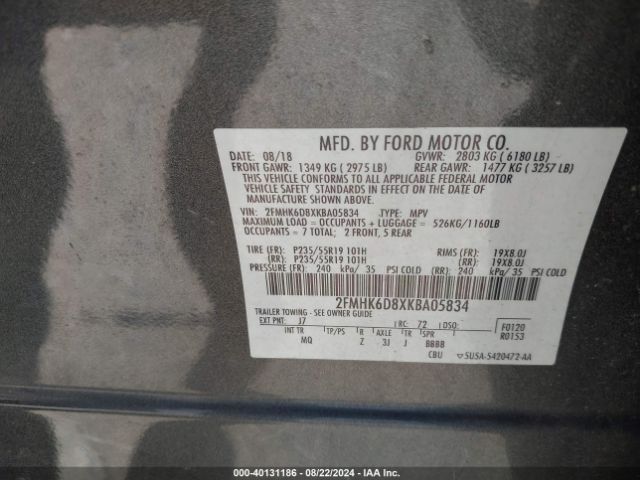 MFD. BY FORD MOTOR CO.
DATE: 08/18 GVWR: 2803 KG ( 6180 LB)
FRONT GAWR: 1349 KG ( 2975 LB) REAR GAWR: 1477 KG ( 3257 LB)
THIS VEHICLE CONFORMS TO ALL APPLICABLE FEDERAL MOTOR
VEHICLE SAFETY STANDARDS IN EFFECT ON THE DATE OF
MANUFACTURE SHOWN ABOVE.
VIN: 2FMHK6D8XKBA05834 TYPE: MPV
MAXIMUM LOAD = OCCUPANTS + LUGGAGE = 526KG/1160LB
OCCUPANTS = 7 TOTAL; 2 FRONT, 5 REAR
TIRE (FR): P235/55R19 101H RIMS (FR): 19X8.0J
(RR): P235/55R19 101H (RR): 19X8.0J
PRESSURE (FR): 240 kPa/ 35 PSI COLD (RR): 240 kPa/ 35 PSI COLD
2FMHK6D8XKBA05834
TRAILER TOWING - SEE OWNER GUIDE
EXT PNT: J7 RC: 72 DSO: F0120
INT TR TP/PS R AXLE TR SPR R0153
MQ Z 3J J BBBB
CBU 5USA-5420472-AA
000-40131186 - 08/22/2024 - IAA Inc.